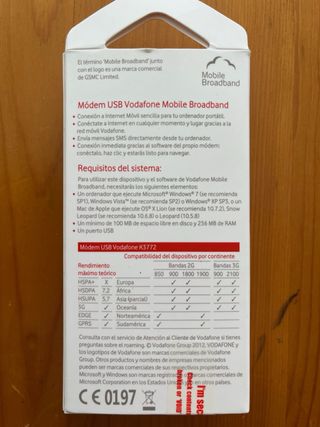 El término 'Mobile Broadband' junto
con el logo es una marca comercial
de GSMC Limited.
Mobile
Broadband
Módem USB Vodafone Mobile Broadband
• Conexión a Internet Móvil sencilla para tu ordenador portátil.
• Conéctate a Internet en cualquier momento y lugar gracias a la
red móvil Vodafone.
• Envía mensajes SMS directamente desde tu ordenador.
• Conexión inmediata gracias al software del propio módem:
conéctalo, haz clic y estarás listo para navegar.
Requisitos del sistema:
Para utilizar este dispositivo y el software de Vodafone Mobile
Broadband, necesitarás los siguientes elementos:
• Un ordenador que ejecute Microsoft® Windows® 7 (se recomienda
SP1), Windows Vista™ (se recomienda SP2) o Windows® XP SP3, o un
Mac de Apple que ejecute OS® X Lion (se recomienda 10.7.2), Snow
Leopard (se recomienda 10.6.8) o Leopard (10.5.8)
• Un mínimo de 100 MB de espacio libre en disco y 256 MB de RAM
• Un puerto USB
Módem USB Vodafone K3772
Compatibilidad del dispositivo por continente
Rendimiento
máximo teórico
Bandas 2G Bandas 3G
850 900 1800 1900 900 2100
HSPA+ X Europa ✓ ✓ ✓ ✓
HSDPA 7,2 África ✓ ✓ ✓ ✓
HSUPA 5,7 Asia (parcial) ✓ ✓ ✓ ✓
3G ✓ Oceanía ✓ ✓ ✓ ✓
EDGE ✓ Norteamérica ✓ ✓
GPRS ✓ Sudamérica ✓ ✓
Consulta con el servicio de Atención al Cliente de Vodafone si tienes
preguntas sobre el roaming. © Vodafone Group 2012. VODAFONE y
los logotipos de Vodafone son marcas comerciales de Vodafone
Group. Otros productos o nombres de empresas mencionados
pueden ser marcas comerciales de sus respectivos propietarios.
Microsoft y Windows son marcas comerciales de
Microsoft Corporation en los Estados Unidos
CE 0197
I'm sec
Check content
broken or